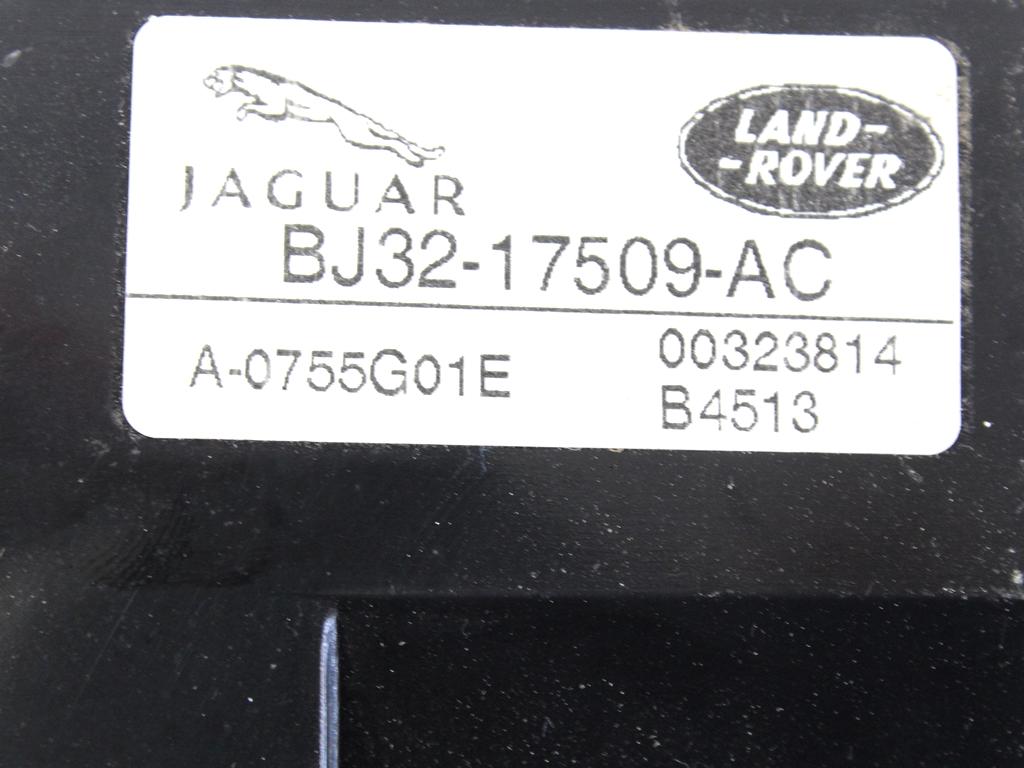 JAGUAR
LAND-
-ROVER
BJ32-17509-AC
A-0755G01E
00323814
B4513